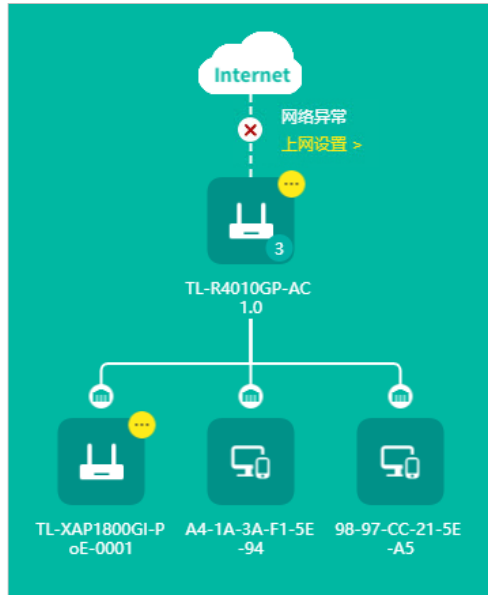 Internet
网络异常
上网设置 >
3
TL-R4010GP-AC
1.0
TL-XAP1800GI-P
oE-0001
A4-1A-3A-F1-5E
-94
98-97-CC-21-5E
-A5